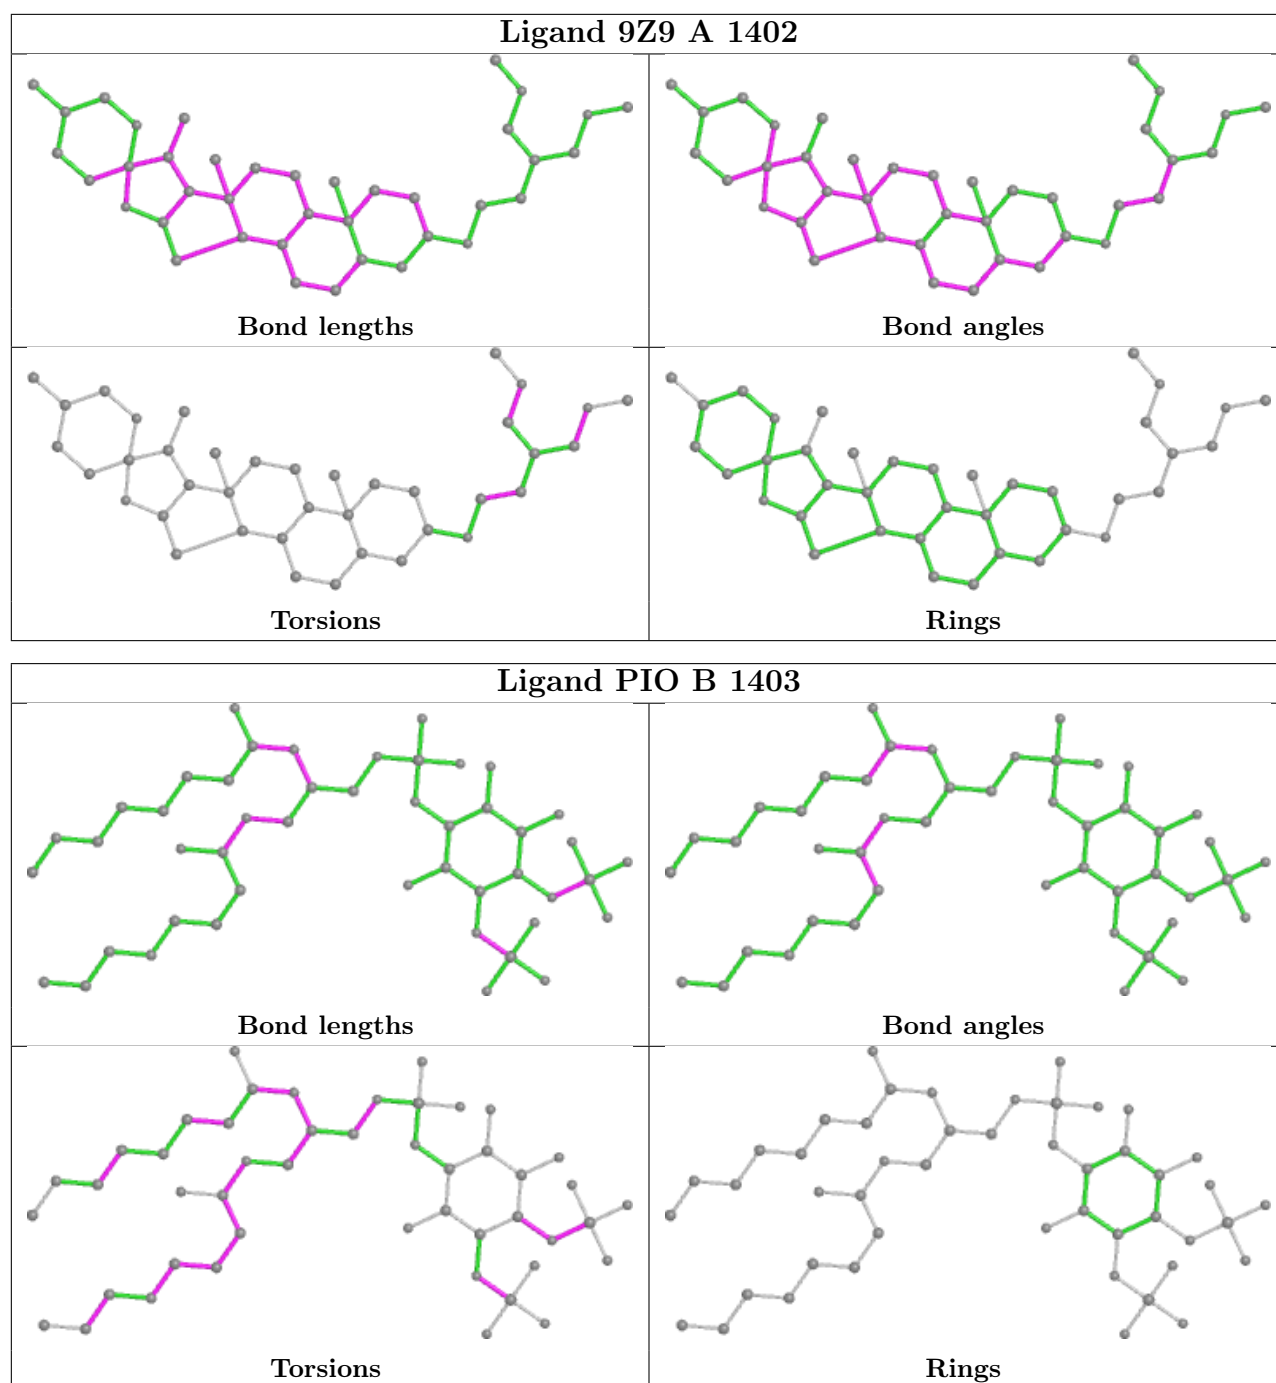 Ligand 9Z9 A 1402
Bond lengths
Bond angles
Torsions
Rings
Ligand PIO B 1403
Bond lengths
Bond angles
Torsions
Rings